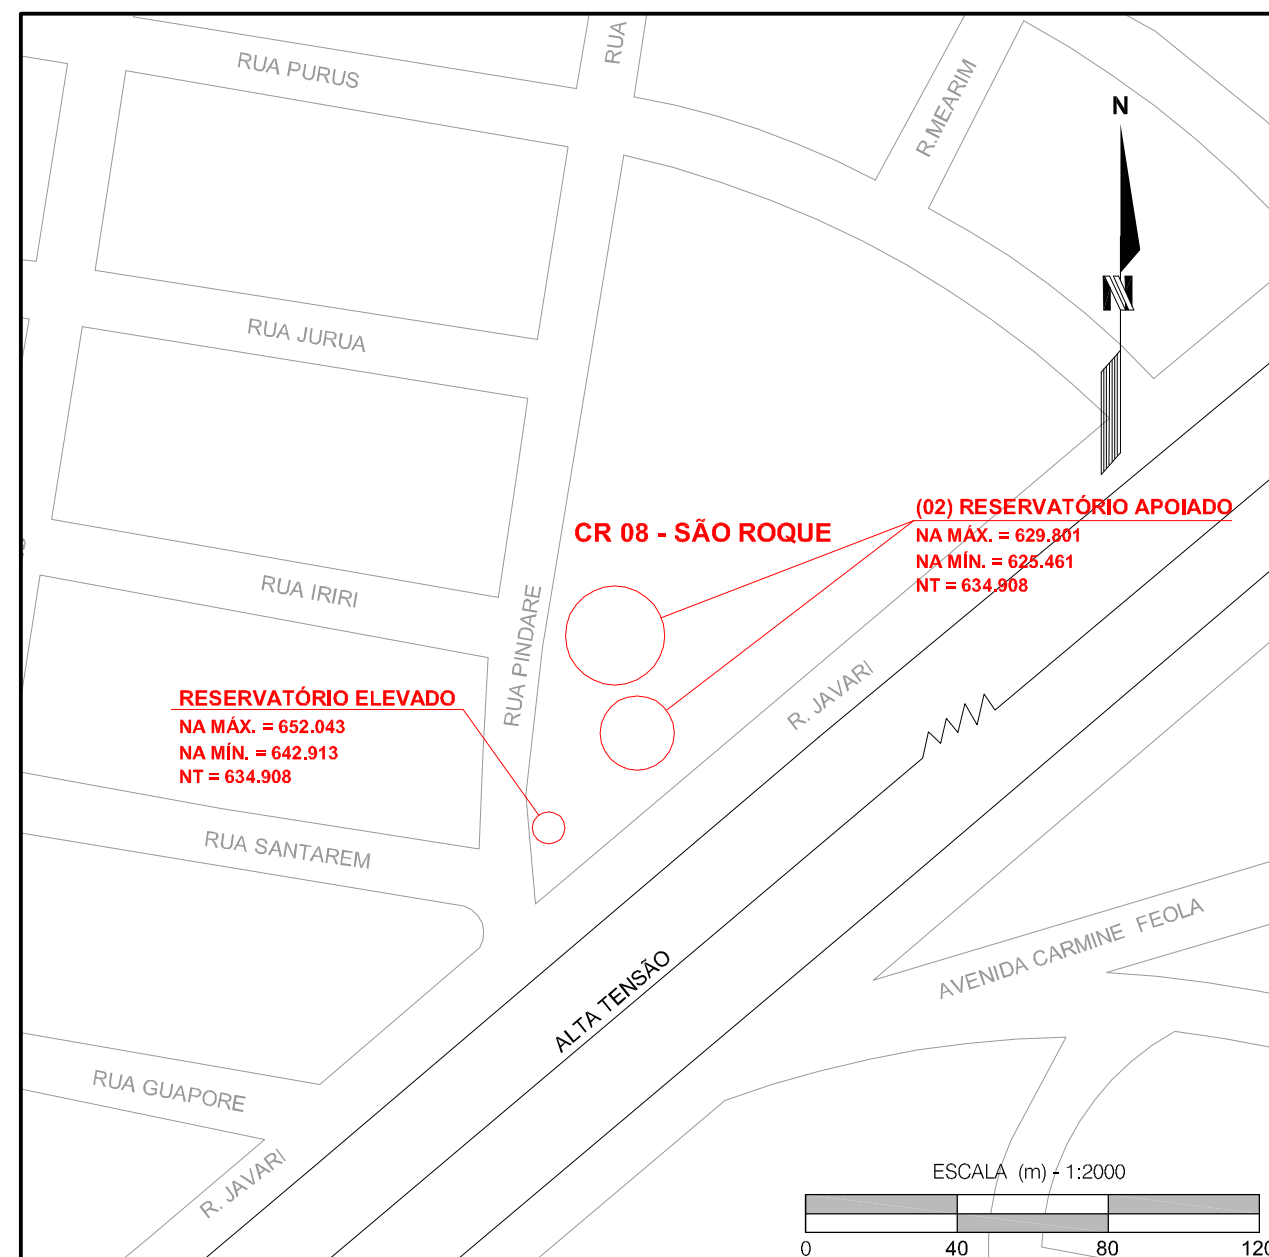 RUA PURUS
RUA
R.MEARIM
N
RUA JURUA
(02) RESERVATÓRIO APOIADO
NA MÁX. = 629.801
NA MÍN. = 625.461
NT = 634.908
CR 08 - SÃO ROQUE
RUA IRIRI
RUA PINDARE
R. JAVARI
RESERVATÓRIO ELEVADO
NA MÁX. = 652.043
NA MÍN. = 642.913
NT = 634.908
RUA SANTAREM
AVENIDA CARMINE FEOLA
ALTA TENSÃO
RUA GUAPORE
R. JAVARI
ESCALA (m) - 1:2000
0 40 80 120